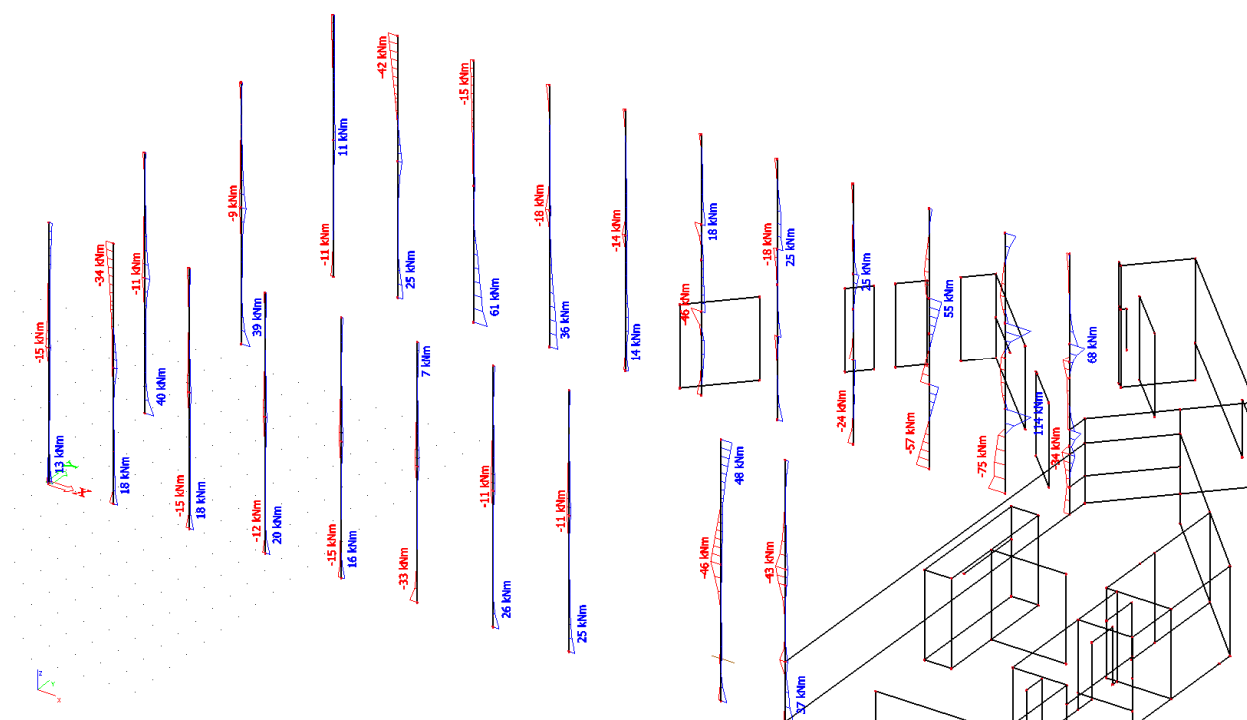 -42 kNm
-15 kNm
11 kNm
-9 kNm
-18 kNm
-14 kNm
18 kNm
-18 kNm
25 kNm
-34 kNm
-11 kNm
-11 kNm
25 kNm
25 kNm
61 kNm
36 kNm
-46 kNm
55 kNm
-15 kNm
39 kNm
7 kNm
14 kNm
68 kNm
40 kNm
-24 kNm
-57 kNm
114 kNm
-75 kNm
-34 kNm
13 kNm
18 kNm
-15 kNm
18 kNm
-12 kNm
20 kNm
-15 kNm
16 kNm
-33 kNm
-11 kNm
26 kNm
-11 kNm
25 kNm
48 kNm
-46 kNm
-43 kNm
37 kNm
Z
Y
X